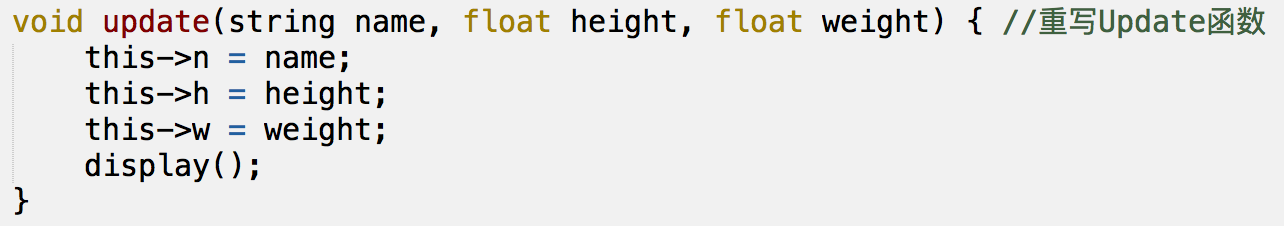 void update(string name, float height, float weight) { //重写Update函数
    this->n = name;
    this->h = height;
    this->w = weight;
    display();
}